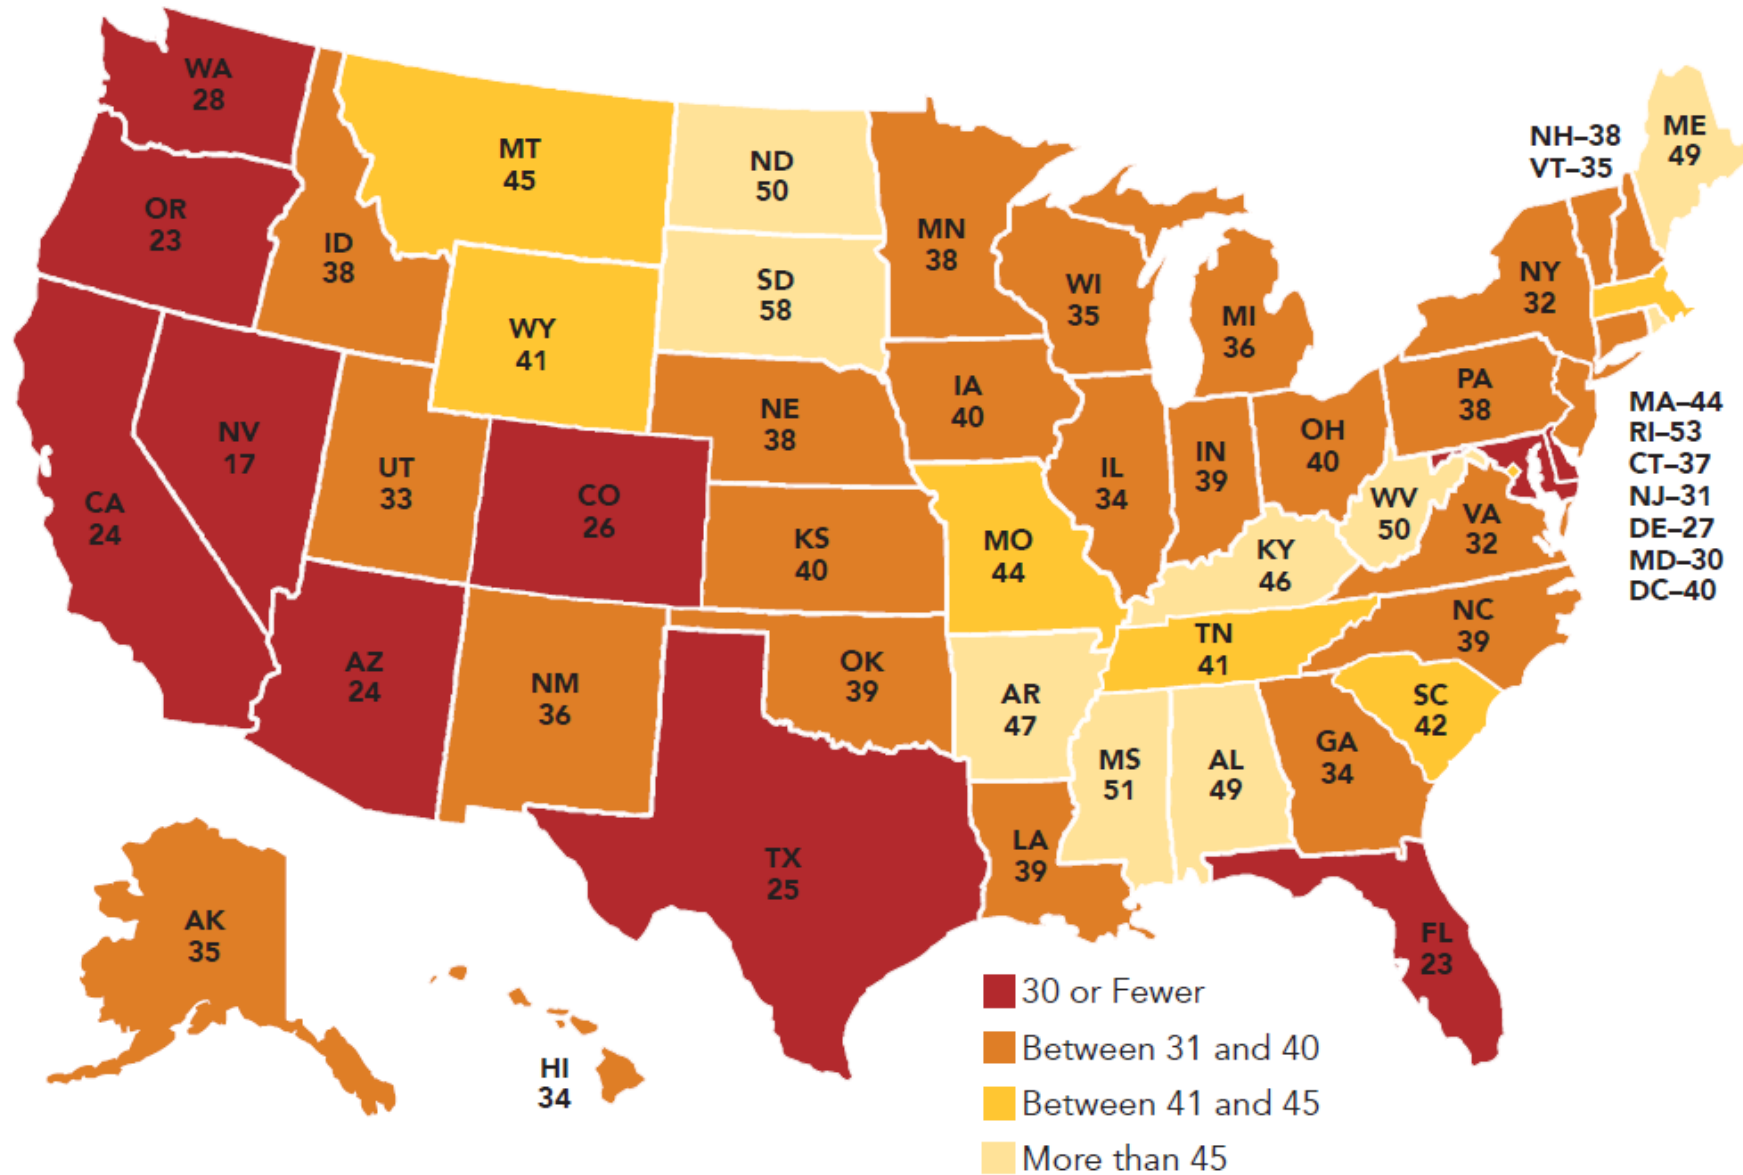 WA
28
OR
23
CA
24
NV
17
ID
38
MT
45
WY
41
UT
33
CO
26
AZ
24
NM
36
ND
50
SD
58
NE
38
KS
40
OK
39
TX
25
MN
38
IA
40
MO
44
AR
47
LA
39
WI
35
IL
34
MI
36
IN
39
OH
40
KY
46
TN
41
MS
51
AL
49
GA
34
FL
23
SC
42
NC
39
VA
32
WV
50
PA
38
NY
32
NH–38
VT–35
ME
49
MA–44
RI–53
CT–37
NJ–31
DE–27
MD–30
DC–40
AK
35
HI
34
30 or Fewer
Between 31 and 40
Between 41 and 45
More than 45